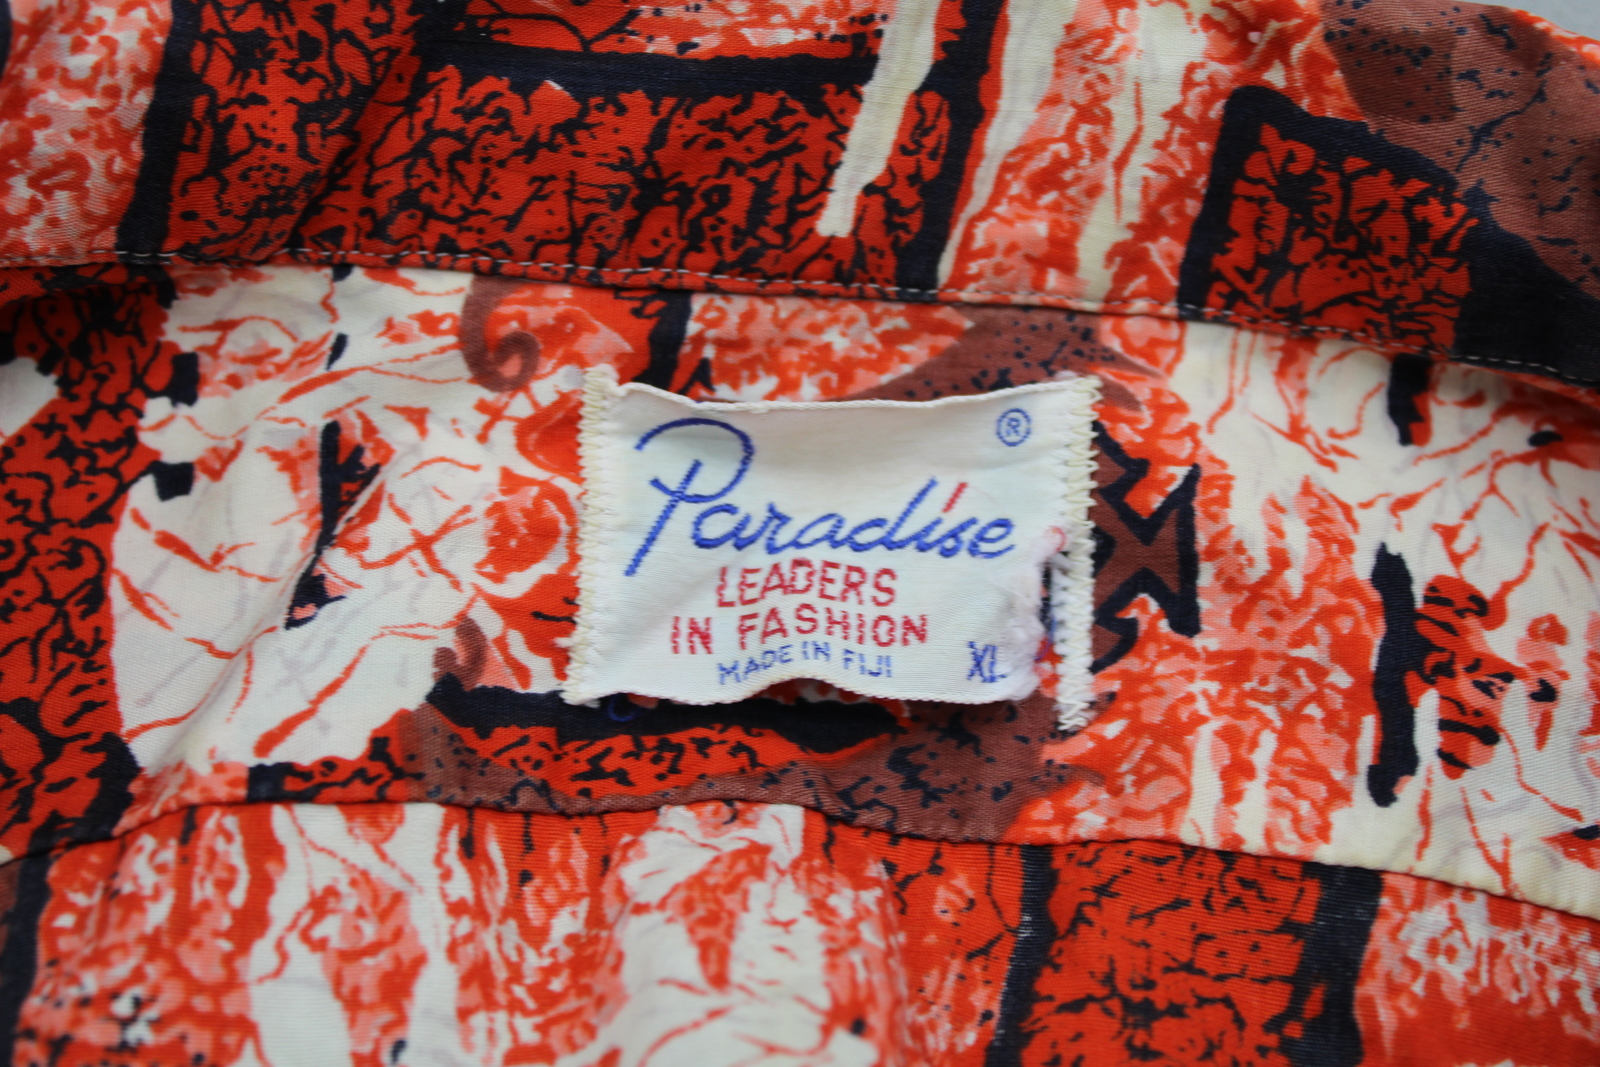 ®
Paradise
LEADERS
IN FASHION
MADE IN FIJI XL